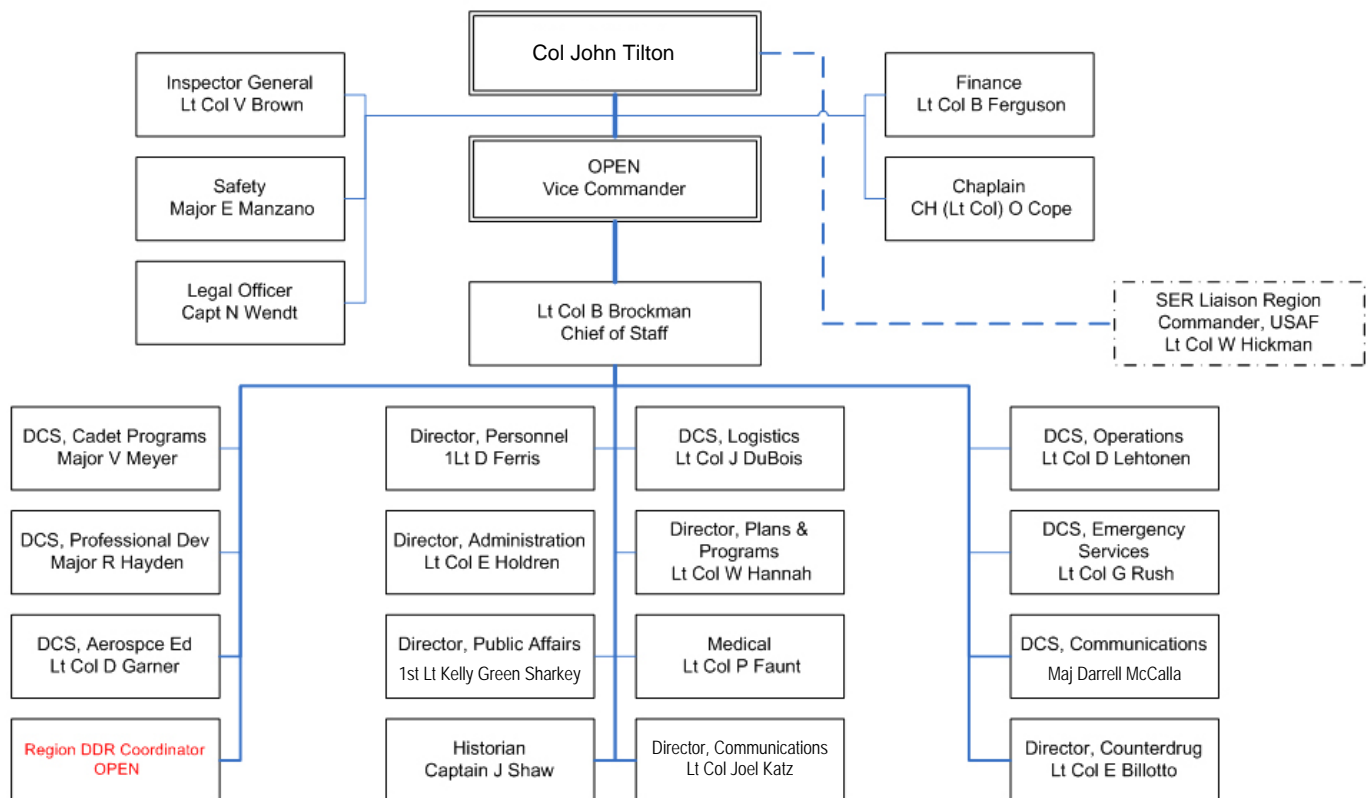 Col John Tilton
Inspector General
Lt Col V Brown
Finance
Lt Col B Ferguson
OPEN
Vice Commander
Safety
Major E Manzano
Chaplain
CH (Lt Col) O Cope
Legal Officer
Capt N Wendt
Lt Col B Brockman
Chief of Staff
SER Liaison Region
Commander, USAF
Lt Col W Hickman
DCS, Cadet Programs
Major V Meyer
Director, Personnel
1Lt D Ferris
DCS, Logistics
Lt Col J DuBois
DCS, Operations
Lt Col D Lehtonen
DCS, Professional Dev
Major R Hayden
Director, Administration
Lt Col E Holdren
Director, Plans &
Programs
Lt Col W Hannah
DCS, Emergency
Services
Lt Col G Rush
DCS, Aerospce Ed
Lt Col D Garner
Director, Public Affairs
1st Lt Kelly Green Sharkey
Medical
Lt Col P Faunt
DCS, Communications
Maj Darrell McCalla
Region DDR Coordinator
OPEN
Historian
Captain J Shaw
Director, Communications
Lt Col Joel Katz
Director, Counterdrug
Lt Col E Billotto